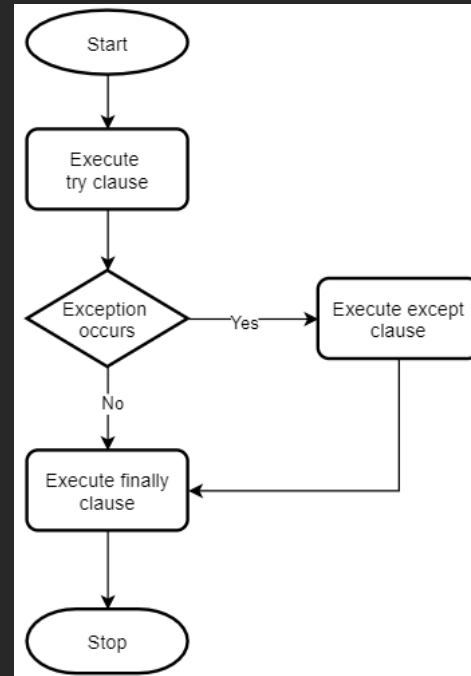 Start
Execute
try clause
Exception
occurs
Yes
Execute except
clause
No
Execute finally
clause
Stop